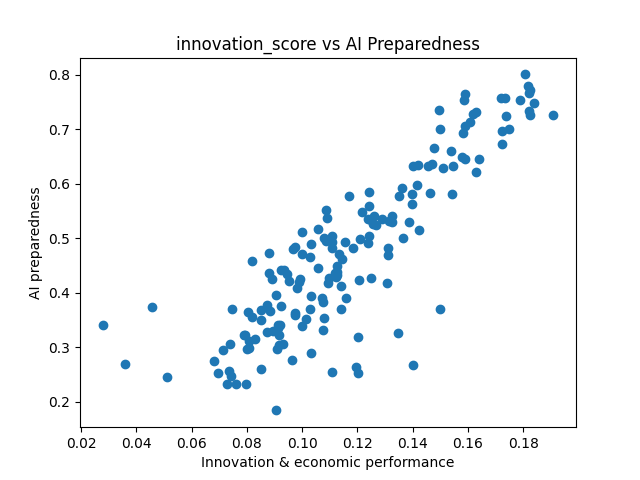 innovation_score vs AI Preparedness
AI preparedness
0.8
0.7
0.6
0.5
0.4
0.3
0.2
0.02 0.04 0.06 0.08 0.10 0.12 0.14 0.16 0.18
Innovation & economic performance